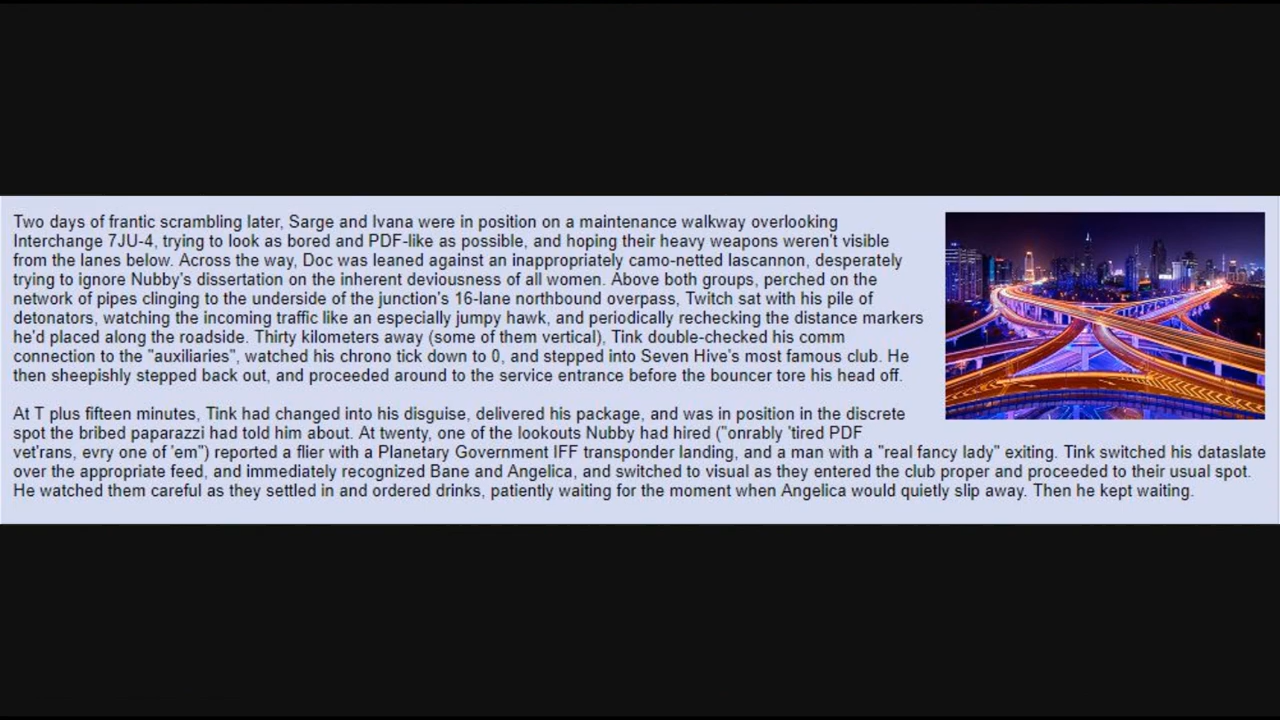 Two days of frantic scrambling later, Sarge and Ivana were in position on a maintenance walkway overlooking
Interchange 7JU-4, trying to look as bored and PDF-like as possible, and hoping their heavy weapons weren't visible
from the lanes below. Across the way, Doc was leaned against an inappropriately camo-netted lascannon, desperately
trying to ignore Nubby's dissertation on the inherent deviousness of all women. Above both groups, perched on the
network of pipes clinging to the underside of the junction's 16-lane northbound overpass, Twitch sat with his pile of
detonators, watching the incoming traffic like an especially jumpy hawk, and periodically rechecking the distance markers
he'd placed along the roadside. Thirty kilometers away (some of them vertical), Tink double-checked his comm
connection to the "auxiliaries", watched his chrono tick down to 0, and stepped into Seven Hive's most famous club. He
then sheepishly stepped back out, and proceeded around to the service entrance before the bouncer tore his head off.
At T plus fifteen minutes, Tink had changed into his disguise, delivered his package, and was in position in the discrete
spot the bribed paparazzi had told him about. At twenty, one of the lookouts Nubby had hired ("onrably 'tired PDF
vet'rans, evry one of 'em") reported a flier with a Planetary Government IFF transponder landing, and a man with a "real fancy lady" exiting. Tink switched his dataslate
over the appropriate feed, and immediately recognized Bane and Angelica, and switched to visual as they entered the club proper and proceeded to their usual spot.
He watched them careful as they settled in and ordered drinks, patiently waiting for the moment when Angelica would quietly slip away. Then he kept waiting.